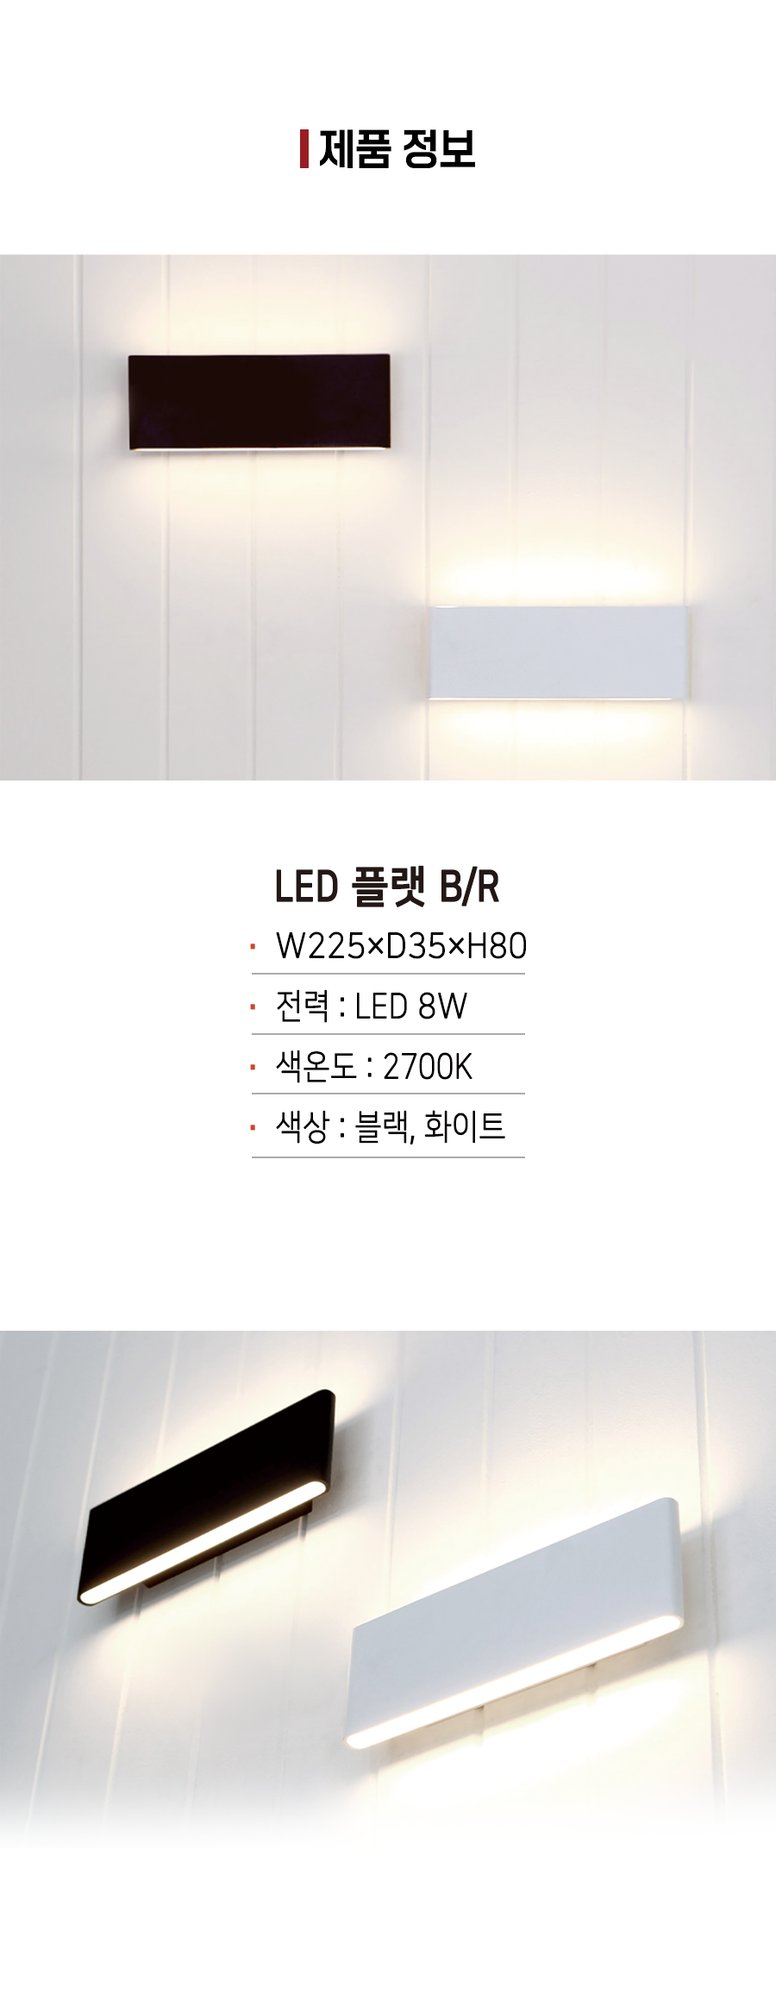 제품 정보
LED 플랫 B/R
· W225×D35×H80
· 전력 : LED 8W
· 색온도 : 2700K
· 색상 : 블랙, 화이트